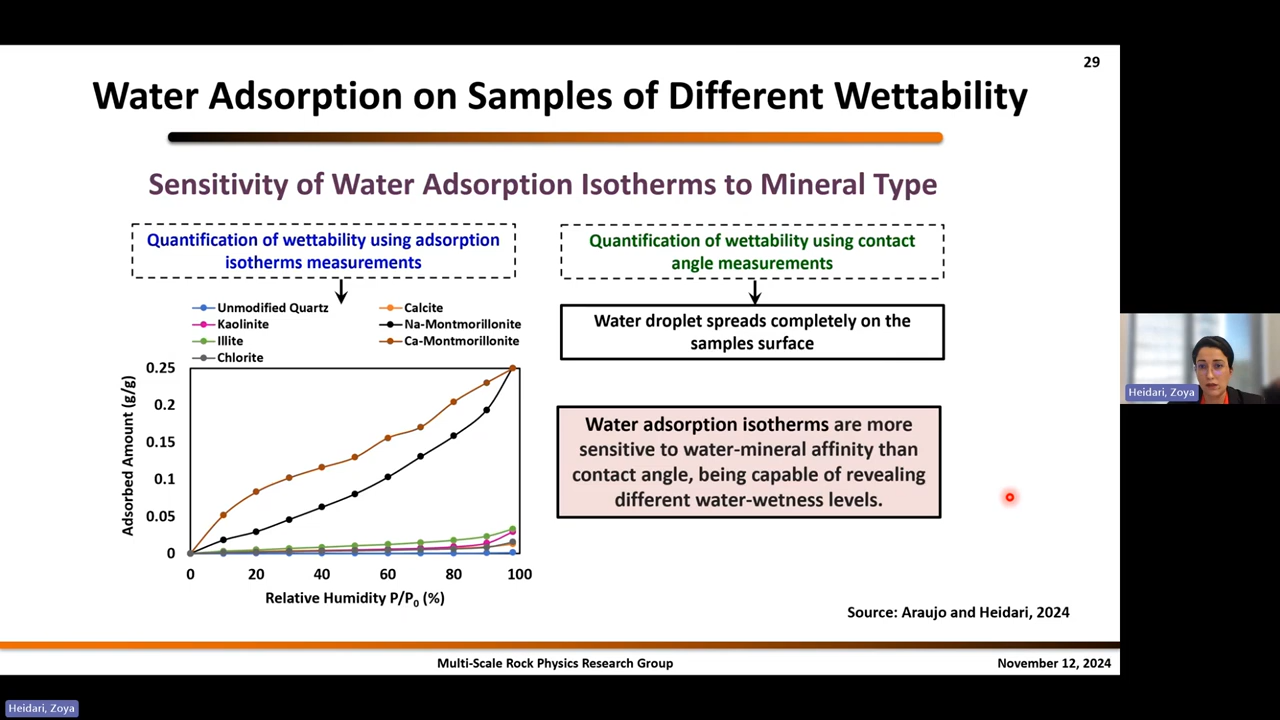 29
Water Adsorption on Samples of Different Wettability
Sensitivity of Water Adsorption Isotherms to Mineral Type
Quantification of wettability using adsorption
isotherms measurements
Quantification of wettability using contact
angle measurements
Unmodified Quartz
Calcite
Kaolinite
Na-Montmorillonite
Illite
Ca-Montmorillonite
Chlorite
Water droplet spreads completely on the
samples surface
Adsorbed Amount (g/g)
0.25
0.2
0.15
0.1
0.05
0
0 20 40 60 80 100
Relative Humidity P/P0 (%)
Water adsorption isotherms are more
sensitive to water-mineral affinity than
contact angle, being capable of revealing
different water-wetness levels.
Source: Araujo and Heidari, 2024
Multi-Scale Rock Physics Research Group
November 12, 2024
Heidari, Zoya
Heidari, Zoya